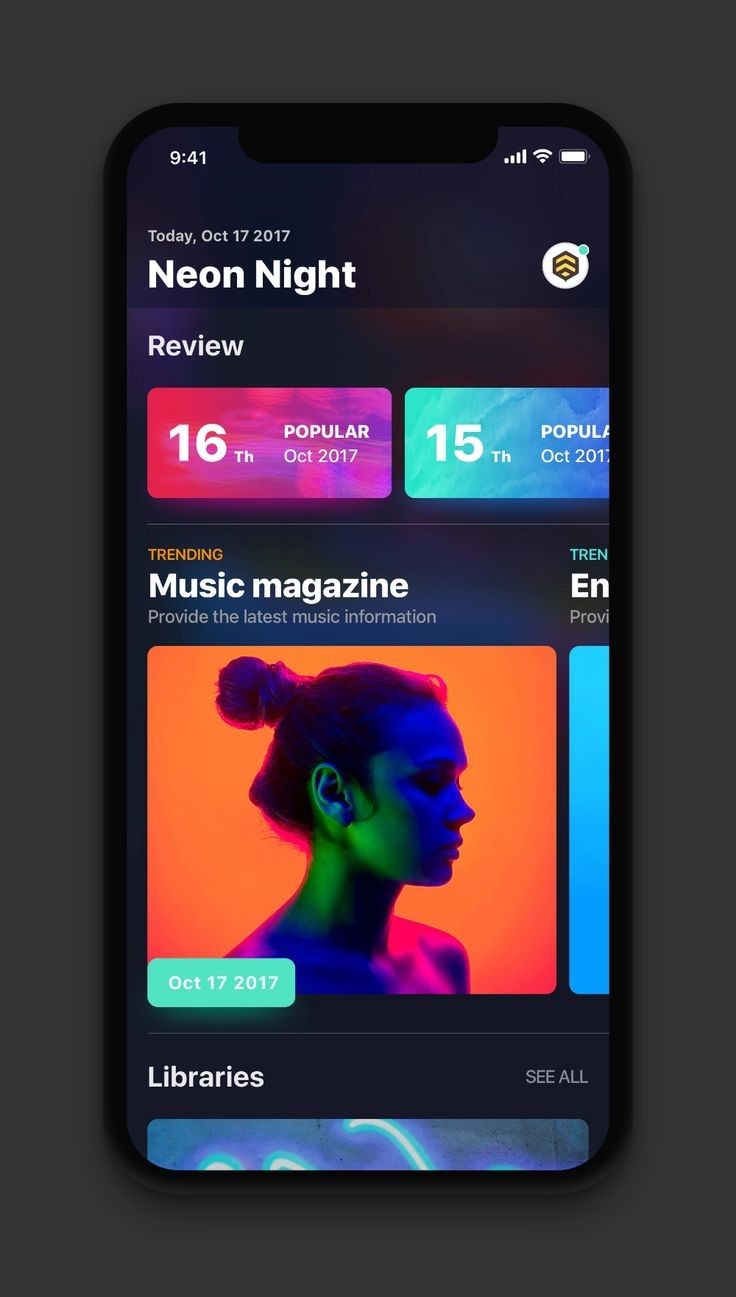 9:41
Today, Oct 17 2017
Neon Night
Review
16 Th
POPULAR
Oct 2017
15 Th
POPULA
Oct 2017
TRENDING
Music magazine
Provide the latest music information
TREN
En
Provi
Oct 17 2017
Libraries
SEE ALL